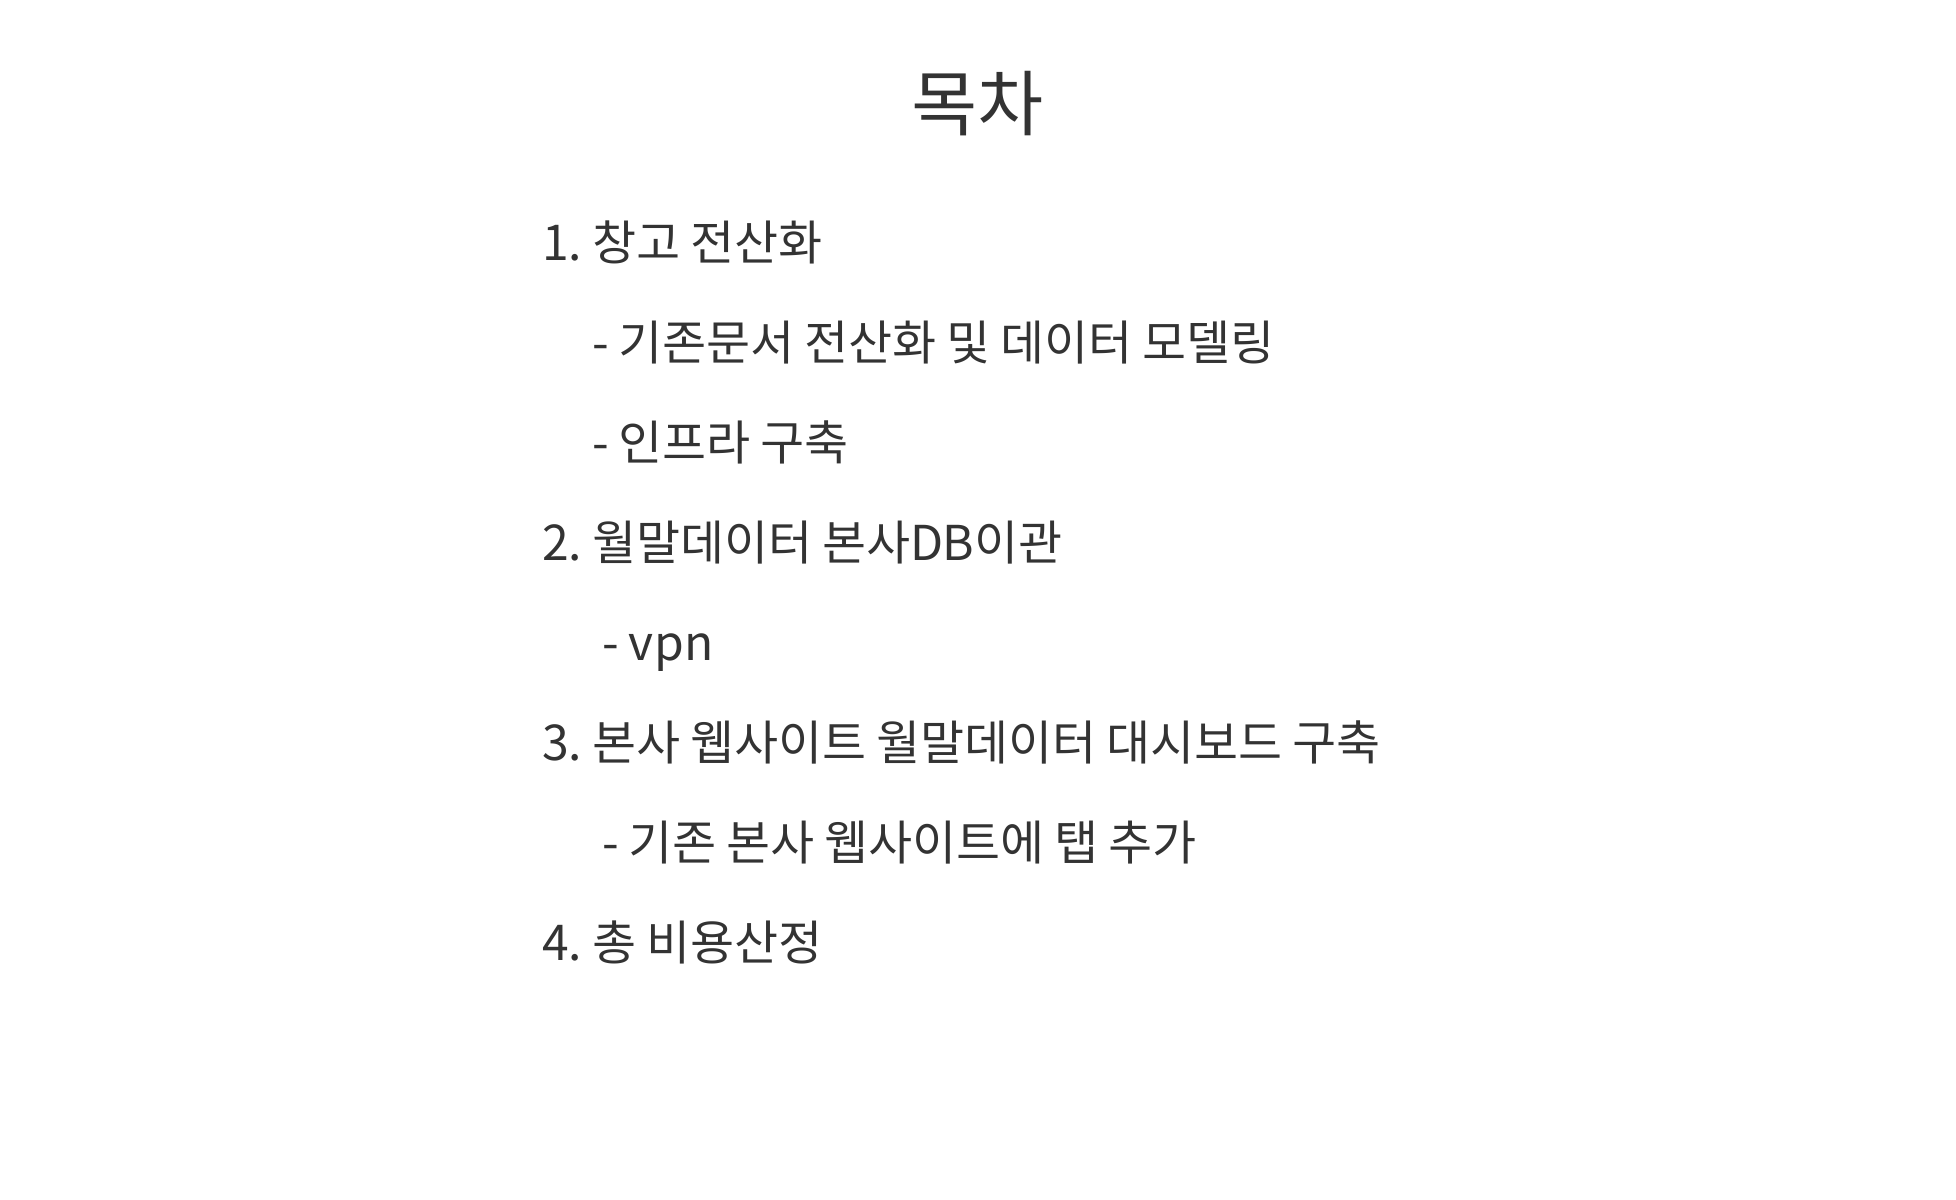 목차
1. 창고 전산화
- 기존문서 전산화 및 데이터 모델링
- 인프라 구축
2. 월말데이터 본사DB이관
- vpn
3. 본사 웹사이트 월말데이터 대시보드 구축
- 기존 본사 웹사이트에 탭 추가
4. 총 비용산정